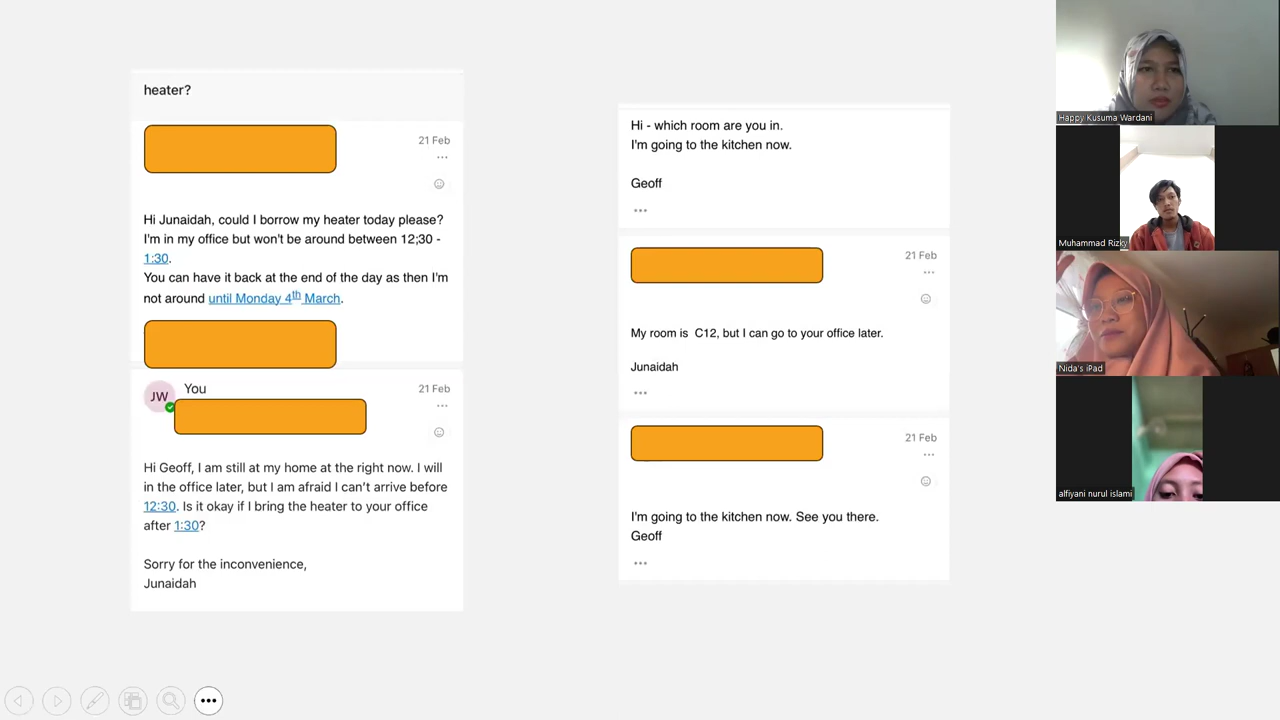 heater?
21 Feb
...
Hi Junaidah, could I borrow my heater today please?
I'm in my office but won't be around between 12;30 -
1:30.
You can have it back at the end of the day as then I'm
not around until Monday 4th March.
JW
You
21 Feb
...
Hi Geoff, I am still at my home at the right now. I will
in the office later, but I am afraid I can't arrive before
12:30. Is it okay if I bring the heater to your office
after 1:30?
Sorry for the inconvenience,
Junaidah
Hi - which room are you in.
I'm going to the kitchen now.
Geoff
...
21 Feb
...
My room is C12, but I can go to your office later.
Junaidah
...
21 Feb
...
I'm going to the kitchen now. See you there.
Geoff
...
Happy Kusuma Wardani
Muhammad Rizky
Nida's iPad
alfiyani nurul islami